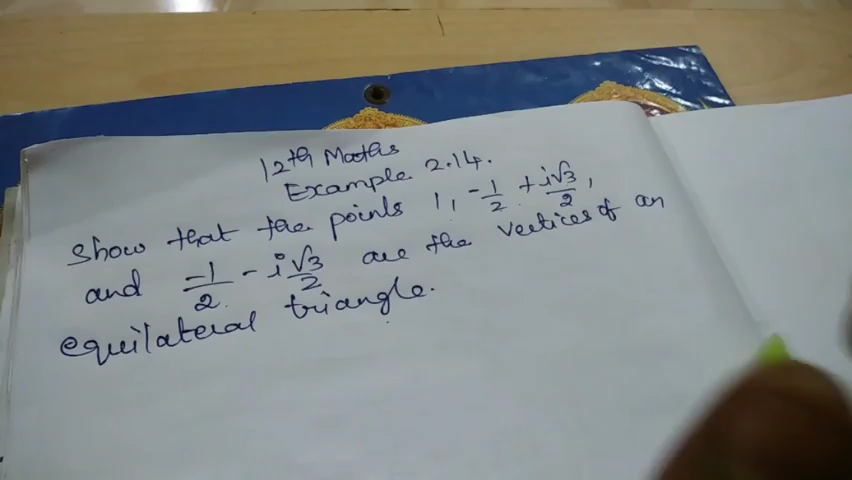 12th Maths
Example 2.14.
Show that the points 1, -1/2 + i√3/2,
and -1/2 - i√3/2 are the vertices of an
equilateral triangle.